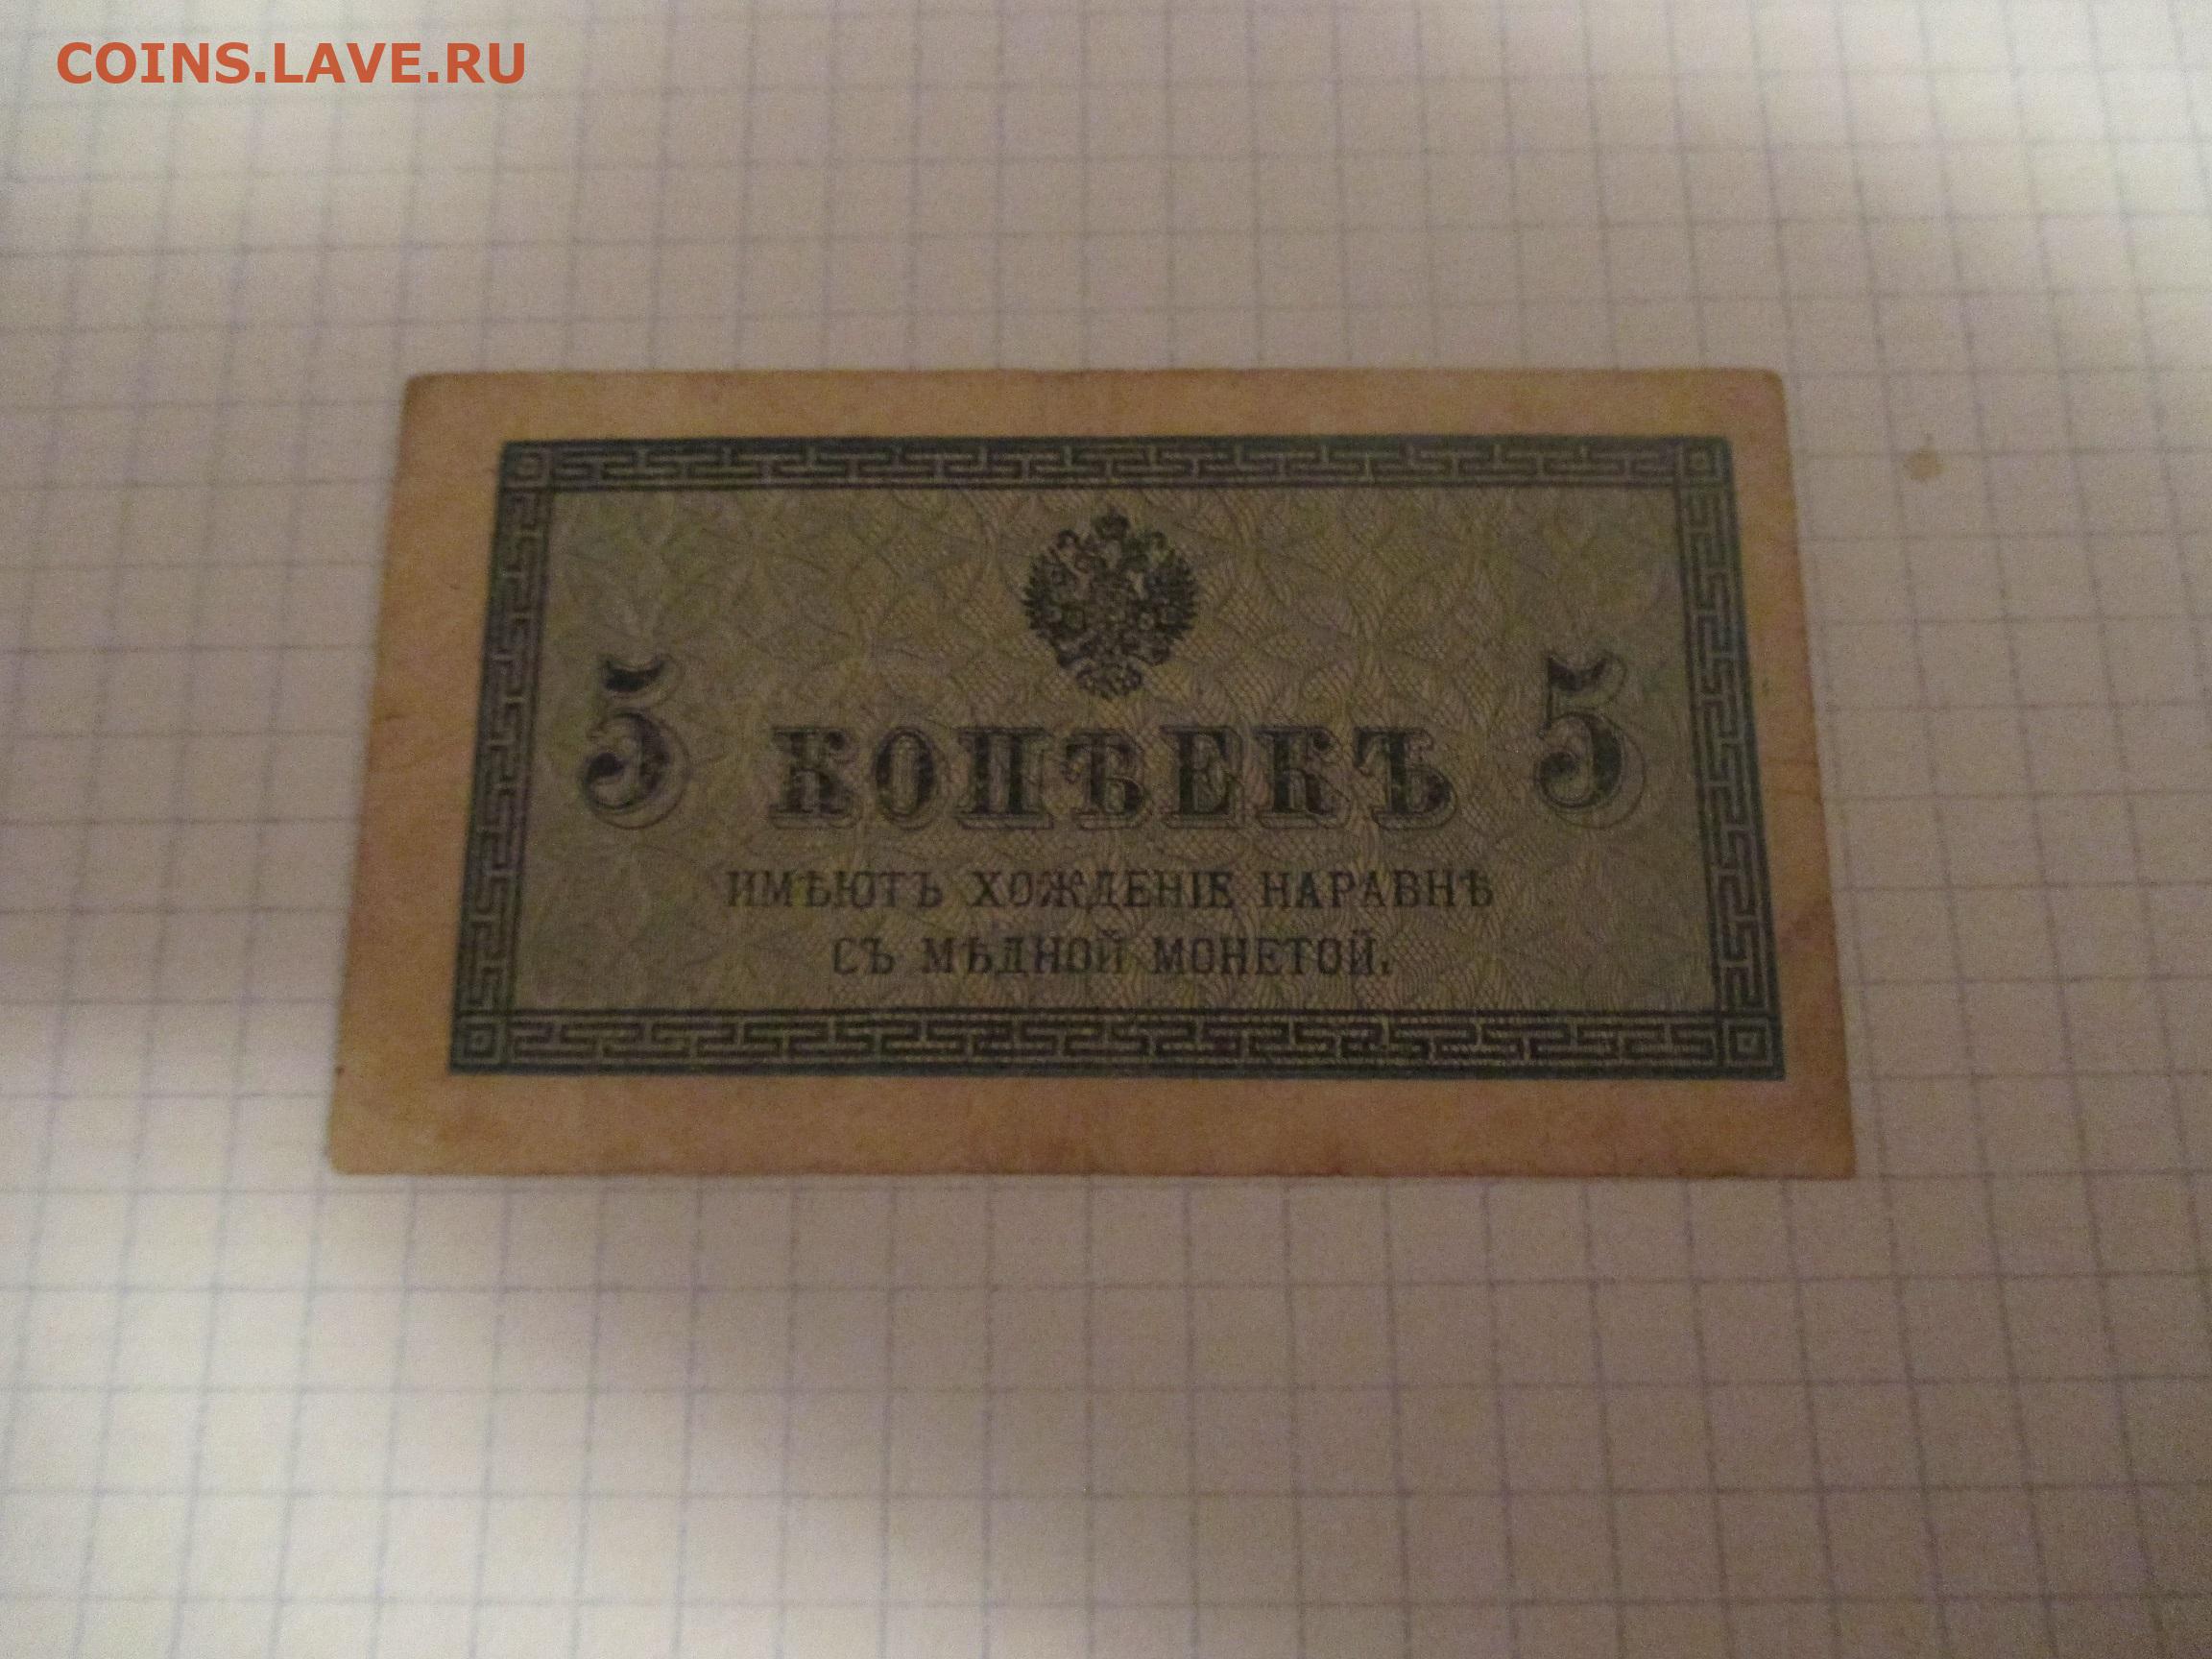 COINS.LAVE.RU
5 КОПѢЕКЪ 5
ИМѢЮТЪ ХОЖДЕНІЕ НАРАВНѢ
СЪ МѢДНОЙ МОНЕТОЙ.